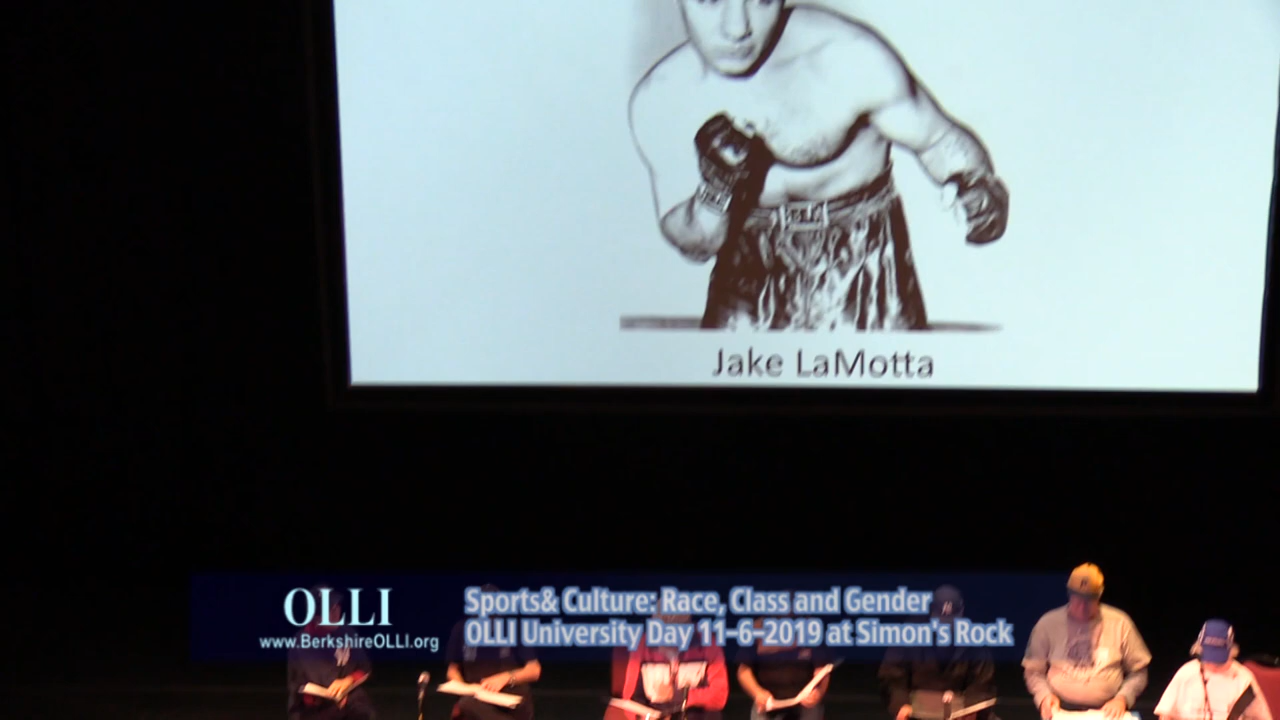 Jake LaMotta
OLLI
www.BerkshireOLLI.org
Sports& Culture: Race, Class and Gender
OLLI University Day 11-6-2019 at Simon's Rock